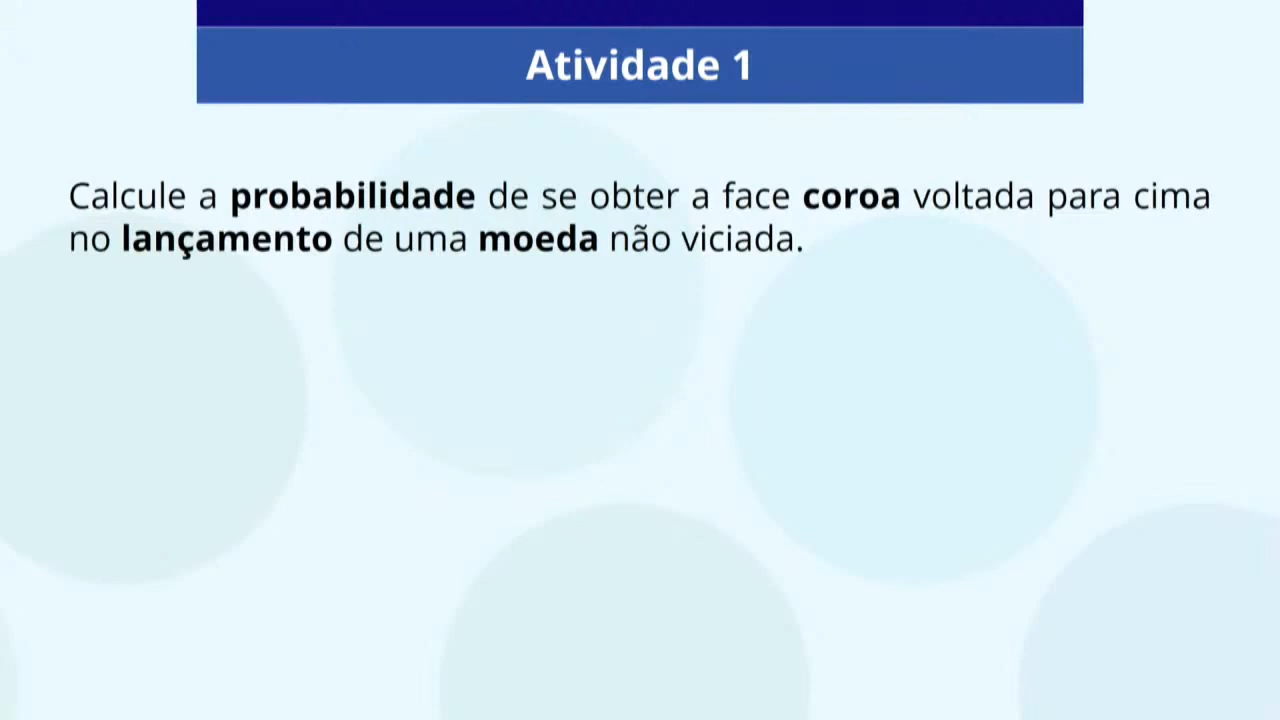 Atividade 1
Calcule a probabilidade de se obter a face coroa voltada para cima
no lançamento de uma moeda não viciada.